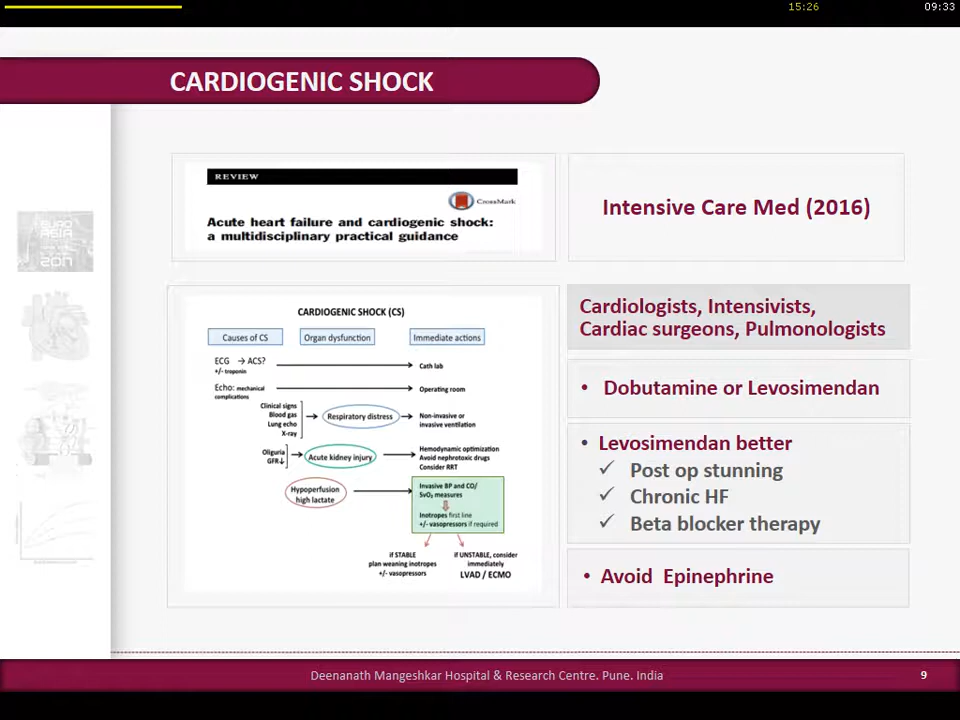 15:26
09:33
CARDIOGENIC SHOCK
REVIEW
CrossMark
Acute heart failure and cardiogenic shock:
a multidisciplinary practical guidance
Intensive Care Med (2016)
CARDIOGENIC SHOCK (CS)
Causes of CS
Organ dysfunction
Immediate actions
ECG → ACS?
+/- troponin
Cath lab
Echo: mechanical
complications
Operating room
Clinical signs
Blood gas
Lung echo
X-ray
Respiratory distress
Non-invasive or
invasive ventilation
Oliguria
GFR↓
Acute kidney injury
Hemodynamic optimization
Avoid nephrotoxic drugs
Consider RRT
Hypoperfusion
high lactate
Invasive BP and CO/
SvO₂ measures
Inotropes first line
+/- vasopressors if required
if STABLE
plan weaning inotropes
+/- vasopressors
if UNSTABLE, consider
immediately
LVAD / ECMO
Cardiologists, Intensivists,
Cardiac surgeons, Pulmonologists
• Dobutamine or Levosimendan
• Levosimendan better
✓ Post op stunning
✓ Chronic HF
✓ Beta blocker therapy
• Avoid Epinephrine
EURO
ASIA
2017
Deenanath Mangeshkar Hospital & Research Centre. Pune. India
9